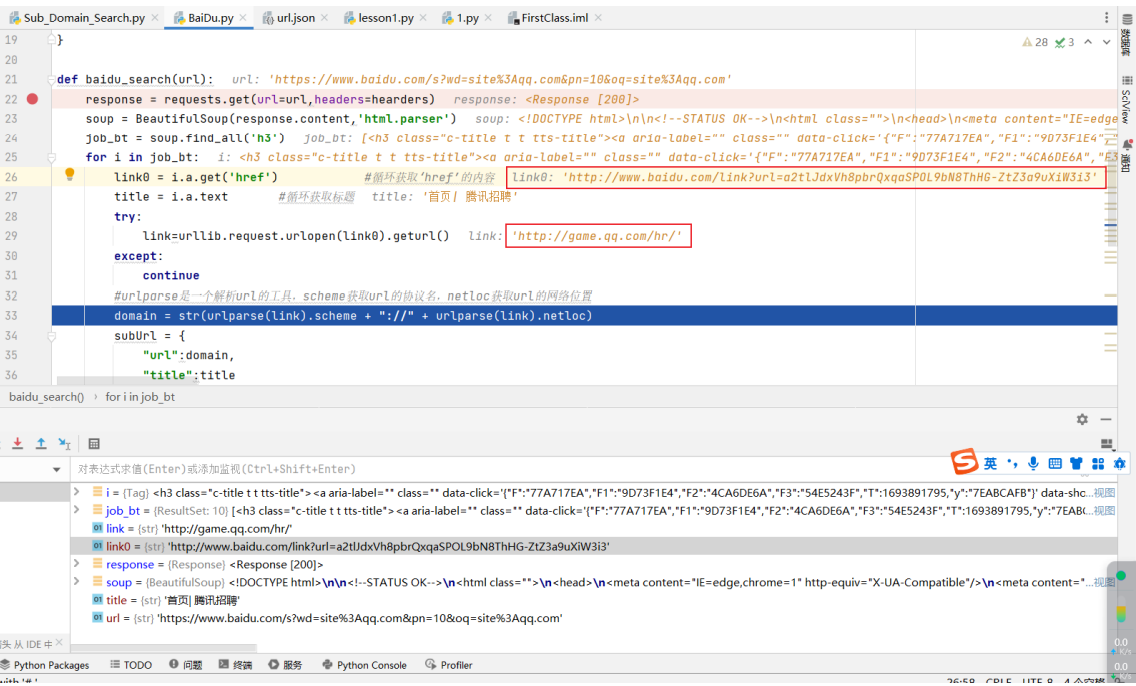 Sub_Domain_Search.py BaiDu.py url.json lesson1.py 1.py FirstClass.iml
19 } 28 3
20
21 def baidu_search(url): url: 'https://www.baidu.com/s?wd=site%3Aqq.com&pn=10&oq=site%3Aqq.com'
22 response = requests.get(url=url,headers=hearders) response: <Response [200]>
23 soup = BeautifulSoup(response.content,'html.parser') soup: <!DOCTYPE html>\n\n<!--STATUS OK-->\n<html class="">\n<head>\n<meta content="IE=edge
24 job_bt = soup.find_all('h3') job_bt: [<h3 class="c-title t t tts-title"><a aria-label="" class="" data-click='{"F":"77A717EA","F1":"9D73F1E4","
25 for i in job_bt: i: <h3 class="c-title t t tts-title"><a aria-label="" class="" data-click='{"F":"77A717EA","F1":"9D73F1E4","F2":"4CA6DE6A","F3
26 link0 = i.a.get('href') #循环获取'href'的内容 link0: 'http://www.baidu.com/link?url=a2tlJdxVh8pbrQxqaSPOL9bN8ThHG-ZtZ3a9uXiW3i3'
27 title = i.a.text #循环获取标题 title: '首页| 腾讯招聘'
28 try:
29 link=urllib.request.urlopen(link0).geturl() link: 'http://game.qq.com/hr/'
30 except:
31 continue
32 #urlparse是一个解析url的工具，scheme获取url的协议名，netloc获取url的网络位置
33 domain = str(urlparse(link).scheme + "://" + urlparse(link).netloc)
34 subUrl = {
35 "url":domain,
36 "title":title
数据库
SciView
通知
baidu_search() › for i in job_bt
对表达式求值(Enter)或添加监视(Ctrl+Shift+Enter)
英
i = {Tag} <h3 class="c-title t t tts-title"><a aria-label="" class="" data-click='{"F":"77A717EA","F1":"9D73F1E4","F2":"4CA6DE6A","F3":"54E5243F","T":1693891795,"y":"7EABCAFB"}' data-sho...视图
job_bt = {ResultSet: 10} [<h3 class="c-title t t tts-title"><a aria-label="" class="" data-click='{"F":"77A717EA","F1":"9D73F1E4","F2":"4CA6DE6A","F3":"54E5243F","T":1693891795,"y":"7EABC...视图
link = {str} 'http://game.qq.com/hr/'
link0 = {str} 'http://www.baidu.com/link?url=a2tlJdxVh8pbrQxqaSPOL9bN8ThHG-ZtZ3a9uXiW3i3'
response = {Response} <Response [200]>
soup = {BeautifulSoup} <!DOCTYPE html>\n\n<!--STATUS OK-->\n<html class="">\n<head>\n<meta content="IE=edge,chrome=1" http-equiv="X-UA-Compatible"/>\n<meta content="...视图
title = {str} '首页| 腾讯招聘'
url = {str} 'https://www.baidu.com/s?wd=site%3Aqq.com&pn=10&oq=site%3Aqq.com'
头 从 IDE 中
0.0
K/s
0.0
K/s
Python Packages TODO 问题 终端 服务 Python Console Profiler
26:58 CRLF UTF-8 4 个空格